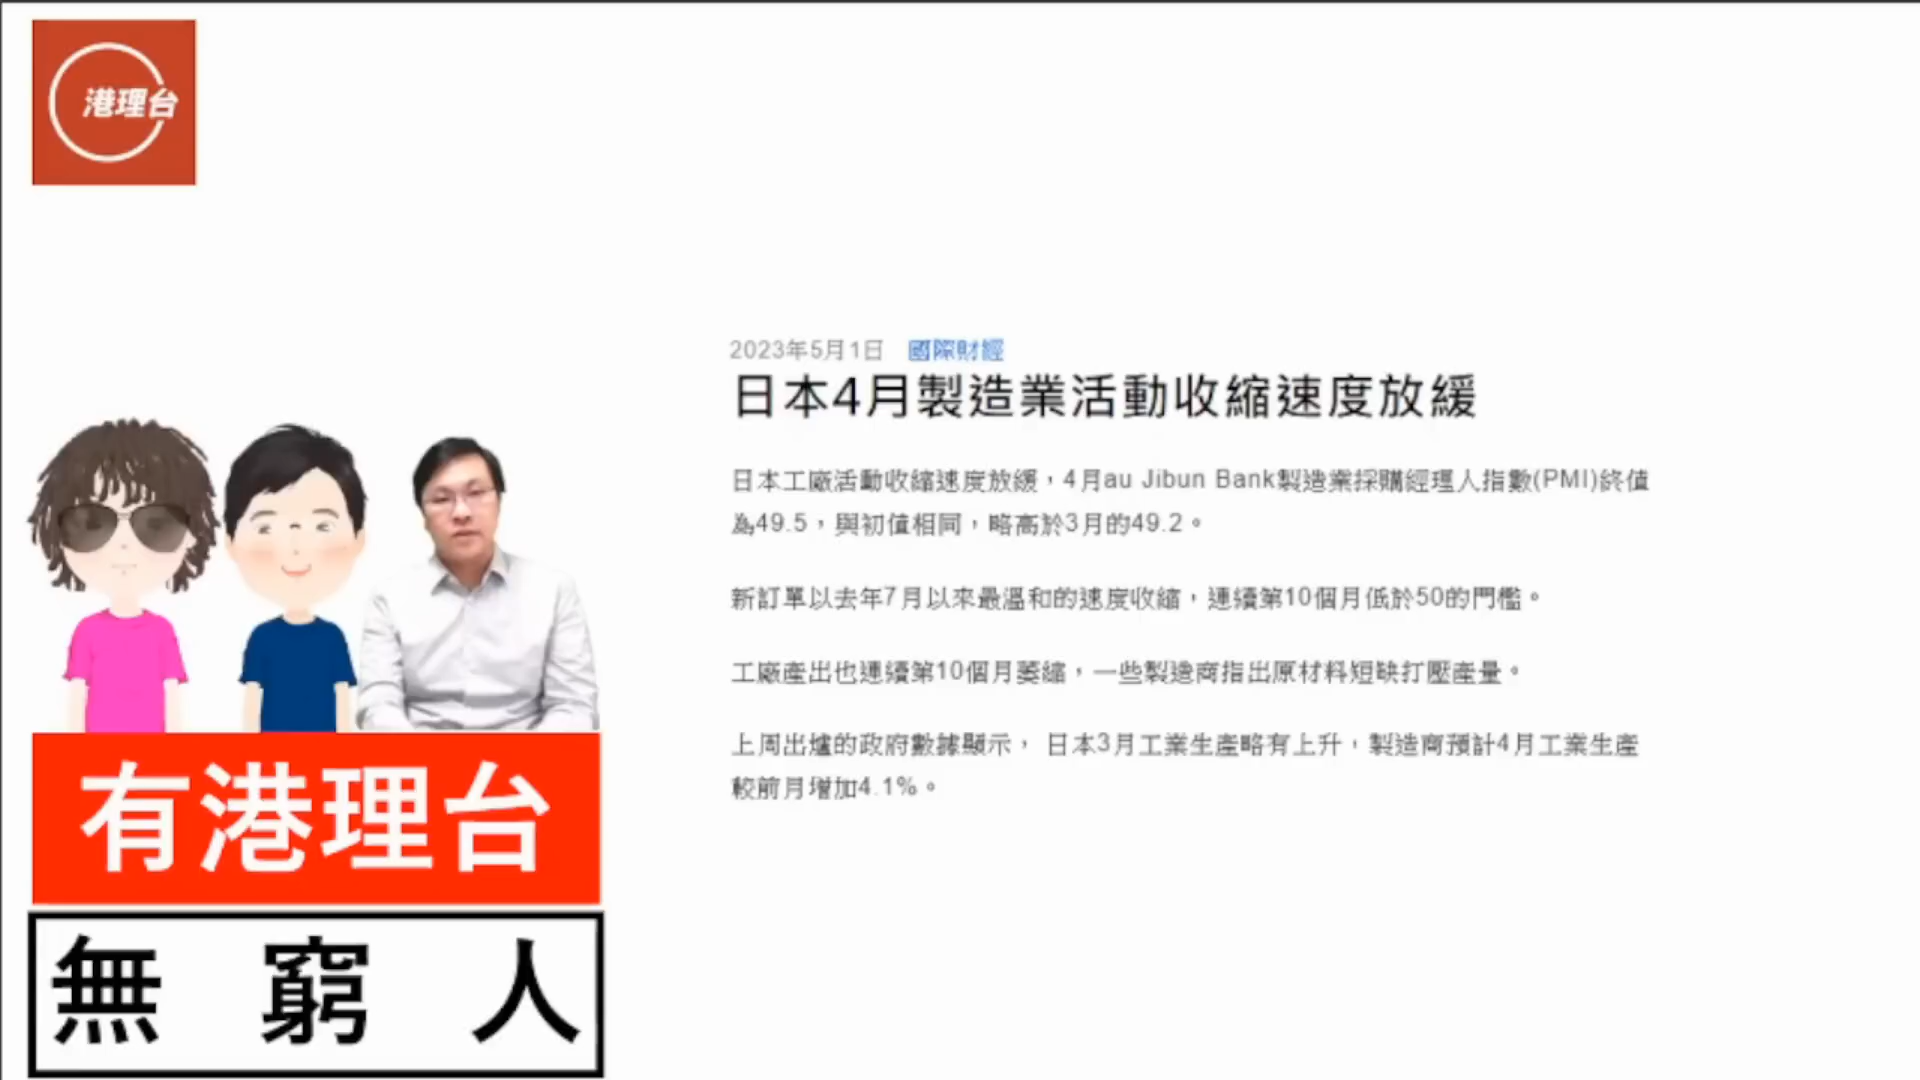 港理台
2023年5月1日 國際財經
日本4月製造業活動收縮速度放緩
日本工廠活動收縮速度放緩，4月au Jibun Bank製造業採購經理人指數(PMI)終值
為49.5，與初值相同，略高於3月的49.2。
新訂單以去年7月以來最溫和的速度收縮，連續第10個月低於50的門檻。
工廠產出也連續第10個月萎縮，一些製造商指出原材料短缺打壓產量。
上周出爐的政府數據顯示， 日本3月工業生產略有上升，製造商預計4月工業生產
較前月增加4.1%。
有港理台
無窮人